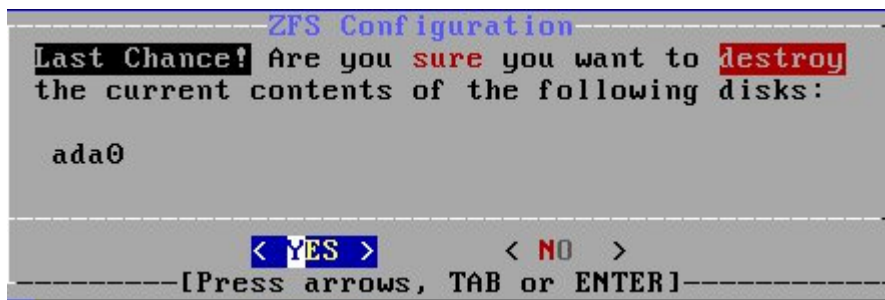 ZFS Configuration
Last Chance! Are you sure you want to destroy
the current contents of the following disks:
ada0
< YES > < NO >
[Press arrows, TAB or ENTER]